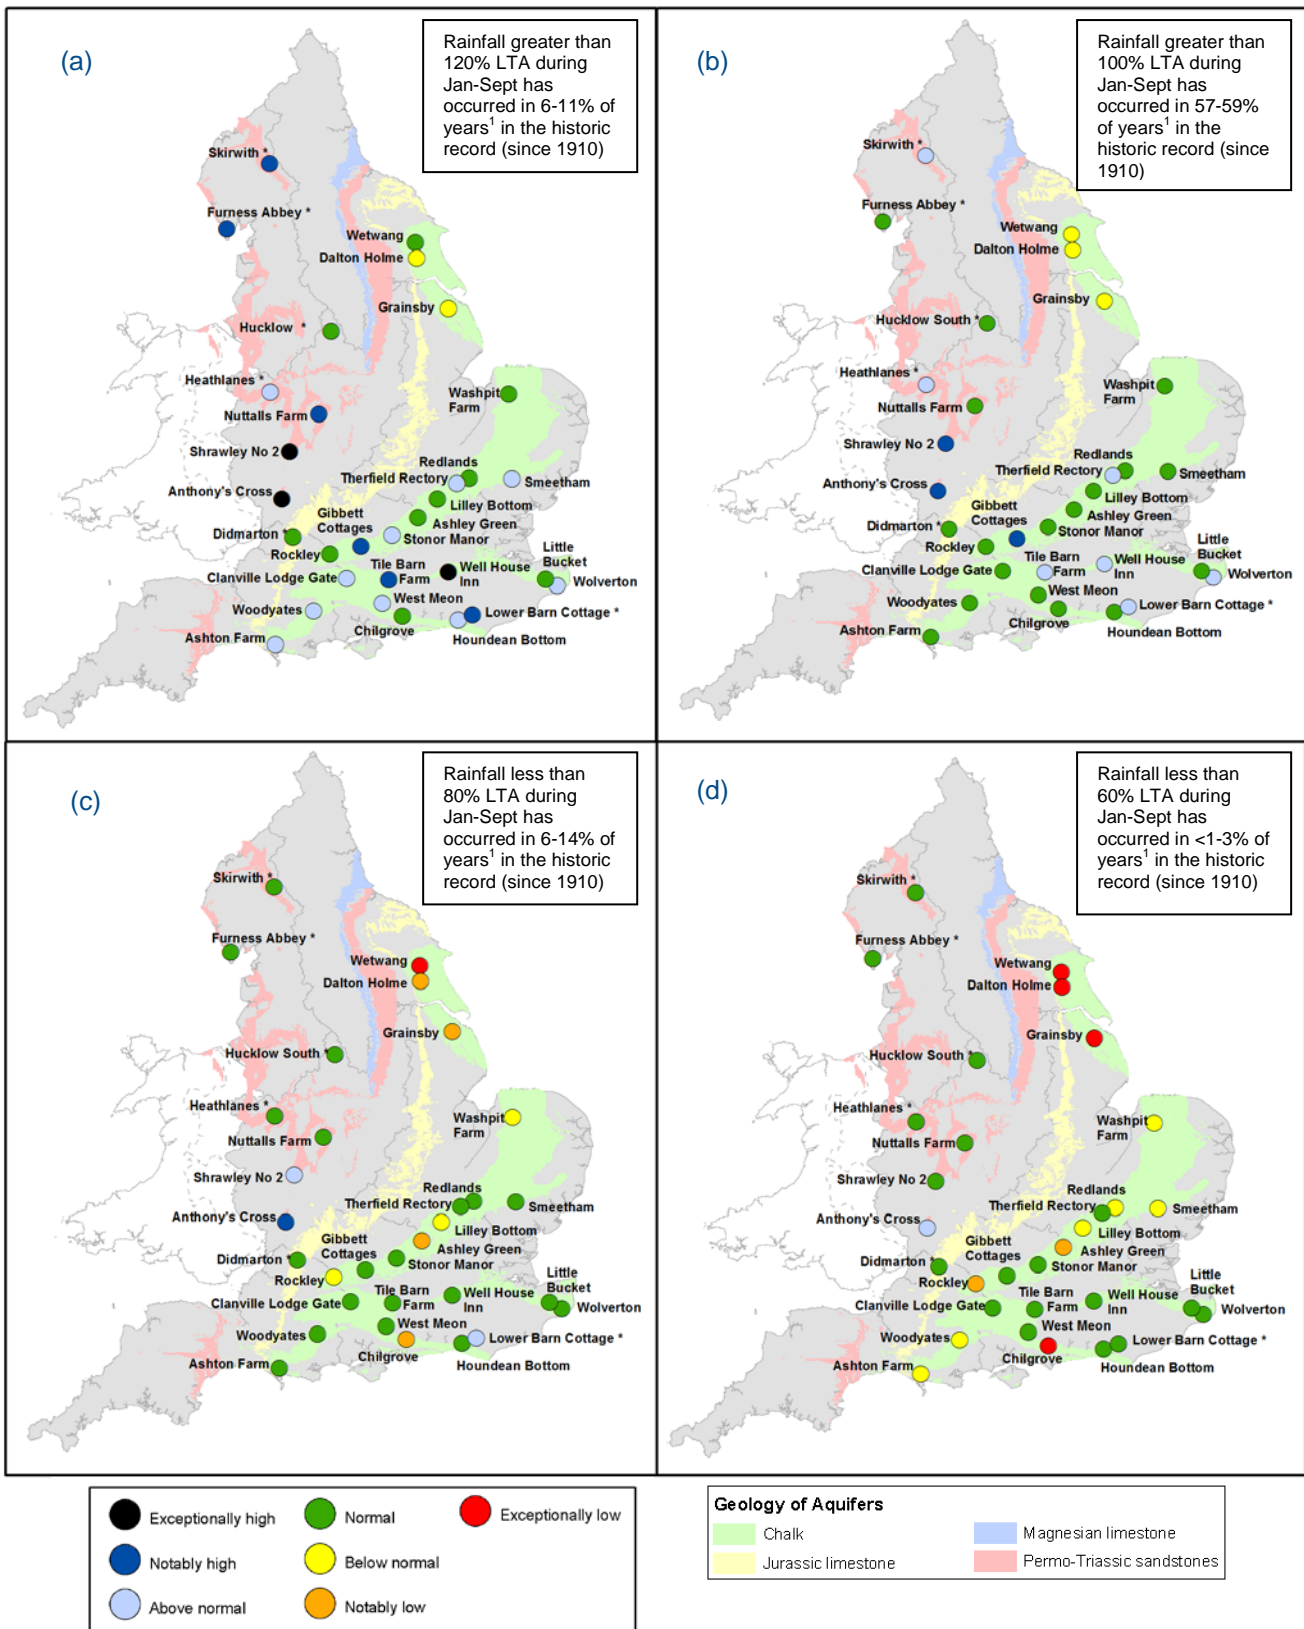 (a)
Rainfall greater than
120% LTA during
Jan-Sept has
occurred in 6-11% of
years1 in the historic
record (since 1910)
Skirwith *
Furness Abbey *
Wetwang
Dalton Holme
Grainsby
Hucklow *
Heathlanes *
Nuttalls Farm
Washpit
Farm
Shrawley No 2
Redlands
Therfield Rectory
Smeetham
Anthony's Cross
Lilley Bottom
Gibbett
Cottages
Ashley Green
Stonor Manor
Didmarton *
Rockley
Little
Bucket
Tile Barn
Farm
Well House
Inn
Clanville Lodge Gate
Wolverton
West Meon
Woodyates
Lower Barn Cottage *
Chilgrove
Ashton Farm
Houndean Bottom
(b)
Rainfall greater than
100% LTA during
Jan-Sept has
occurred in 57-59%
of years1 in the
historic record (since
1910)
Skirwith *
Furness Abbey *
Wetwang
Dalton Holme
Grainsby
Hucklow South *
Heathlanes *
Nuttalls Farm
Washpit
Farm
Shrawley No 2
Redlands
Therfield Rectory
Smeetham
Anthony's Cross
Lilley Bottom
Gibbett
Cottages
Ashley Green
Stonor Manor
Didmarton *
Rockley
Little
Bucket
Tile Barn
Farm
Well House
Inn
Clanville Lodge Gate
Wolverton
West Meon
Woodyates
Lower Barn Cottage *
Chilgrove
Ashton Farm
Houndean Bottom
(c)
Rainfall less than
80% LTA during
Jan-Sept has
occurred in 6-14% of
years1 in the historic
record (since 1910)
Skirwith *
Furness Abbey *
Wetwang
Dalton Holme
Grainsby
Hucklow South *
Heathlanes *
Nuttalls Farm
Washpit
Farm
Shrawley No 2
Redlands
Therfield Rectory
Smeetham
Anthony's Cross
Lilley Bottom
Gibbett
Cottages
Ashley Green
Stonor Manor
Didmarton *
Rockley
Little
Bucket
Tile Barn
Farm
Well House
Inn
Clanville Lodge Gate
Wolverton
West Meon
Woodyates
Lower Barn Cottage *
Chilgrove
Ashton Farm
Houndean Bottom
(d)
Rainfall less than
60% LTA during
Jan-Sept has
occurred in <1-3% of
years1 in the historic
record (since 1910)
Skirwith *
Furness Abbey *
Wetwang
Dalton Holme
Grainsby
Hucklow South *
Heathlanes *
Nuttalls Farm
Washpit
Farm
Shrawley No 2
Redlands
Therfield Rectory
Smeetham
Anthony's Cross
Lilley Bottom
Gibbett
Cottages
Ashley Green
Stonor Manor
Didmarton *
Rockley
Little
Bucket
Tile Barn
Farm
Well House
Inn
Clanville Lodge Gate
Wolverton
West Meon
Woodyates
Lower Barn Cottage *
Chilgrove
Ashton Farm
Houndean Bottom
Exceptionally high
Normal
Exceptionally low
Notably high
Below normal
Above normal
Notably low
Geology of Aquifers
Chalk
Magnesian limestone
Jurassic limestone
Permo-Triassic sandstones